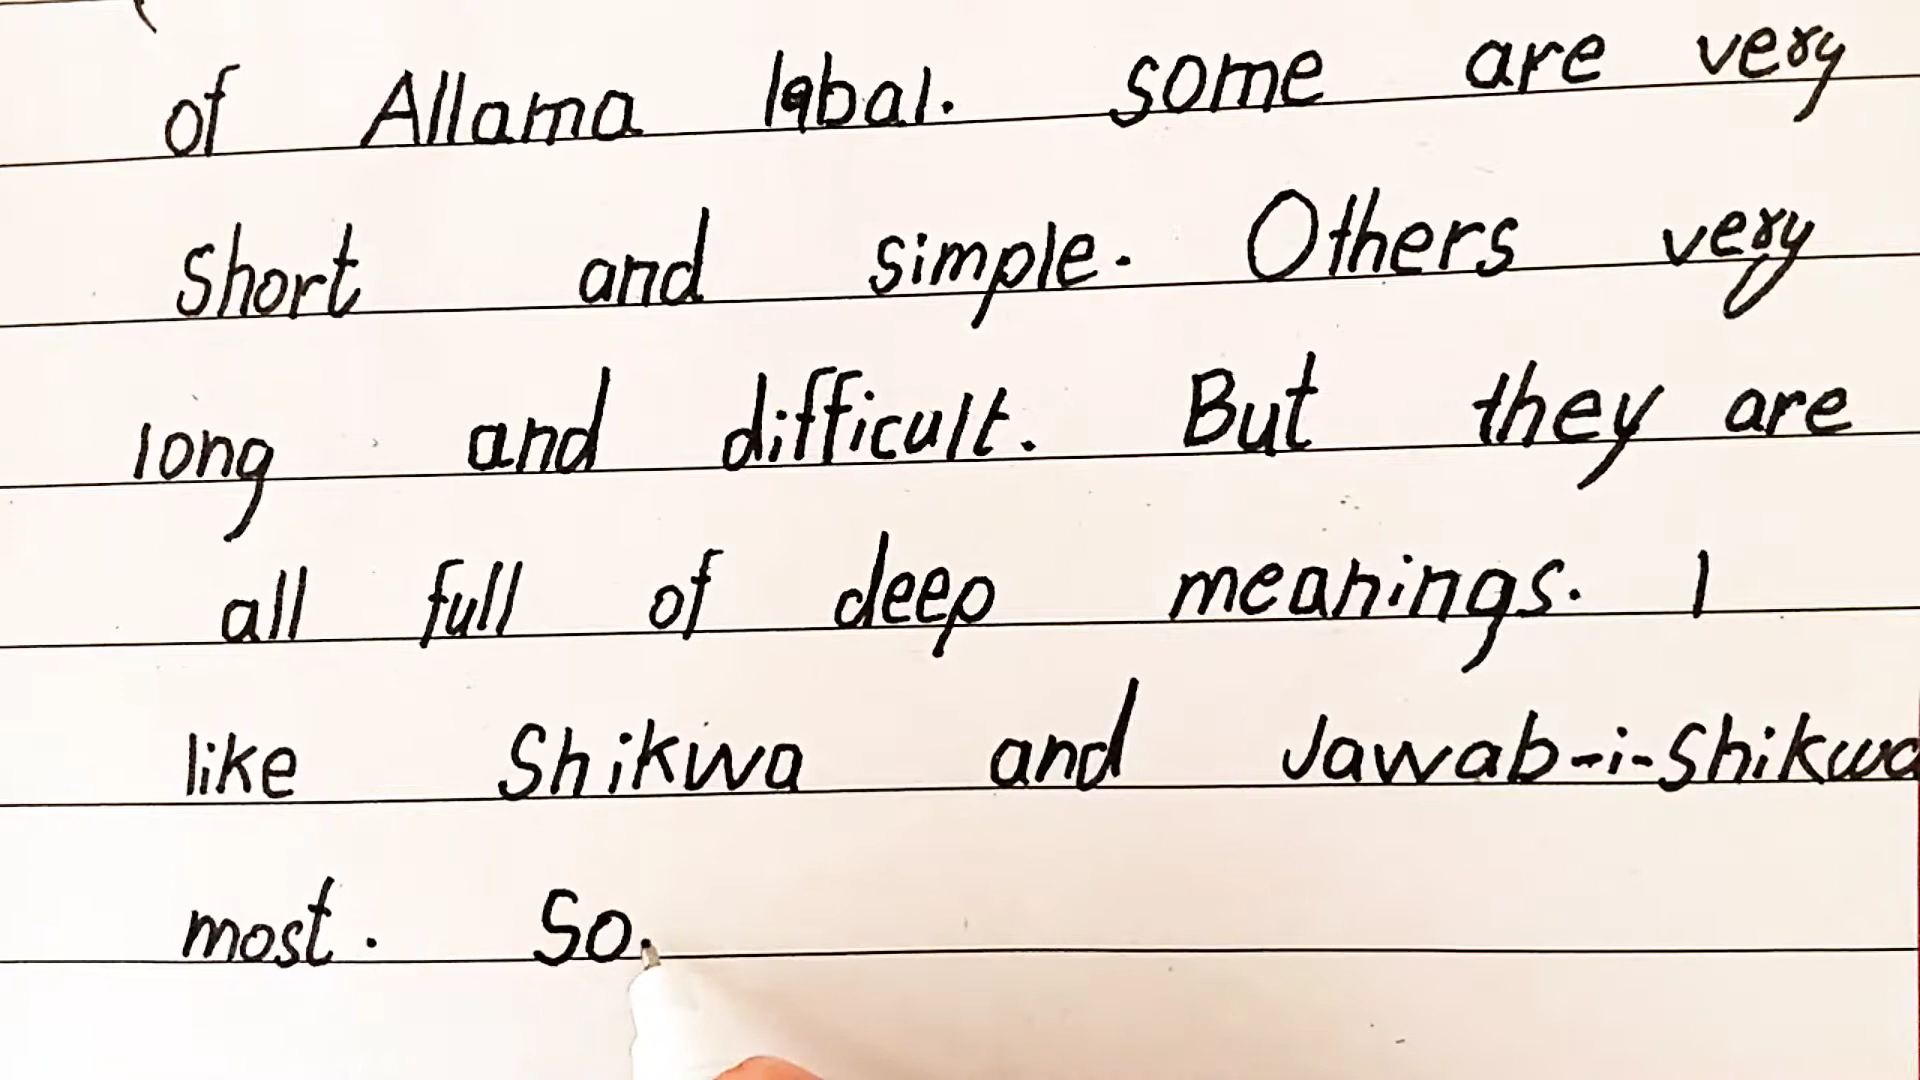 of Allama Iqbal. some are very
short and simple. Others very
long and difficult. But they are
all full of deep meanings. I
like Shikwa and Jawab-i-Shikwa
most. So